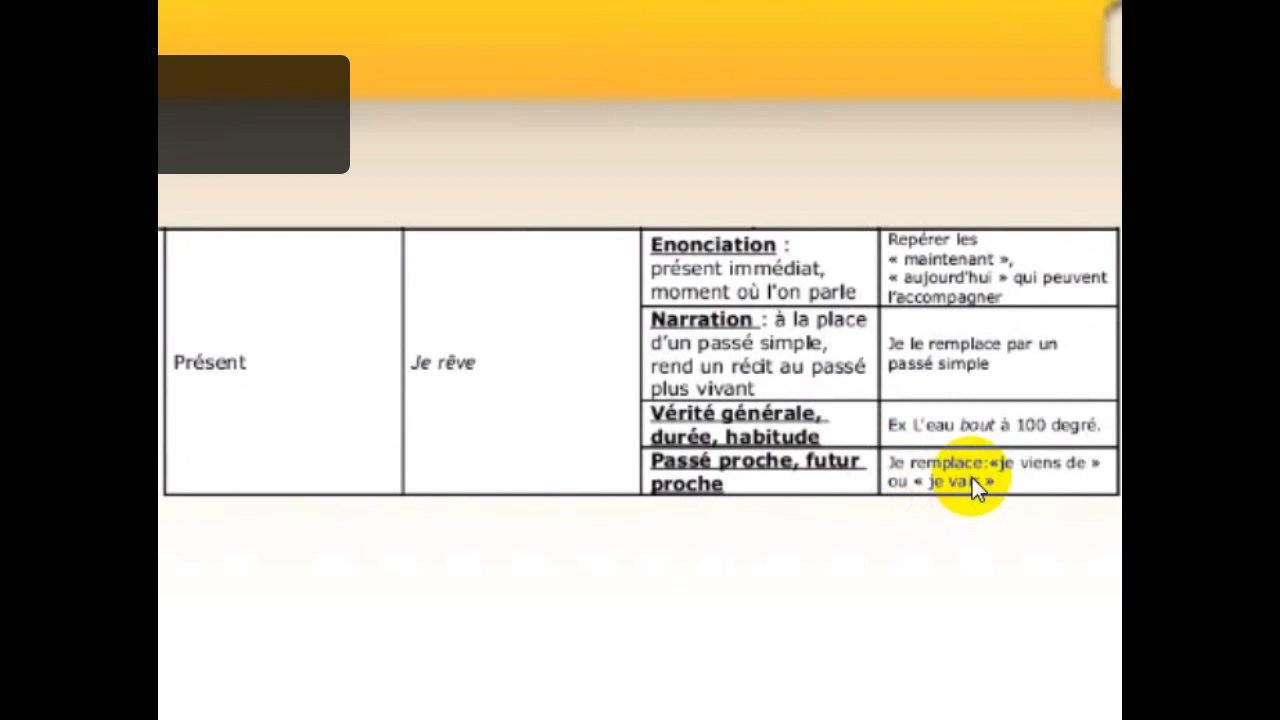 Présent
Je rêve
Enonciation :
présent immédiat,
moment où l'on parle
Repérer les
« maintenant »,
« aujourd'hui » qui peuvent
l'accompagner
Narration : à la place
d'un passé simple,
rend un récit au passé
plus vivant
Je le remplace par un
passé simple
Vérité générale,
durée, habitude
Ex L'eau bout à 100 degré.
Passé proche, futur
proche
Je remplace:«je viens de »
ou « je vais »